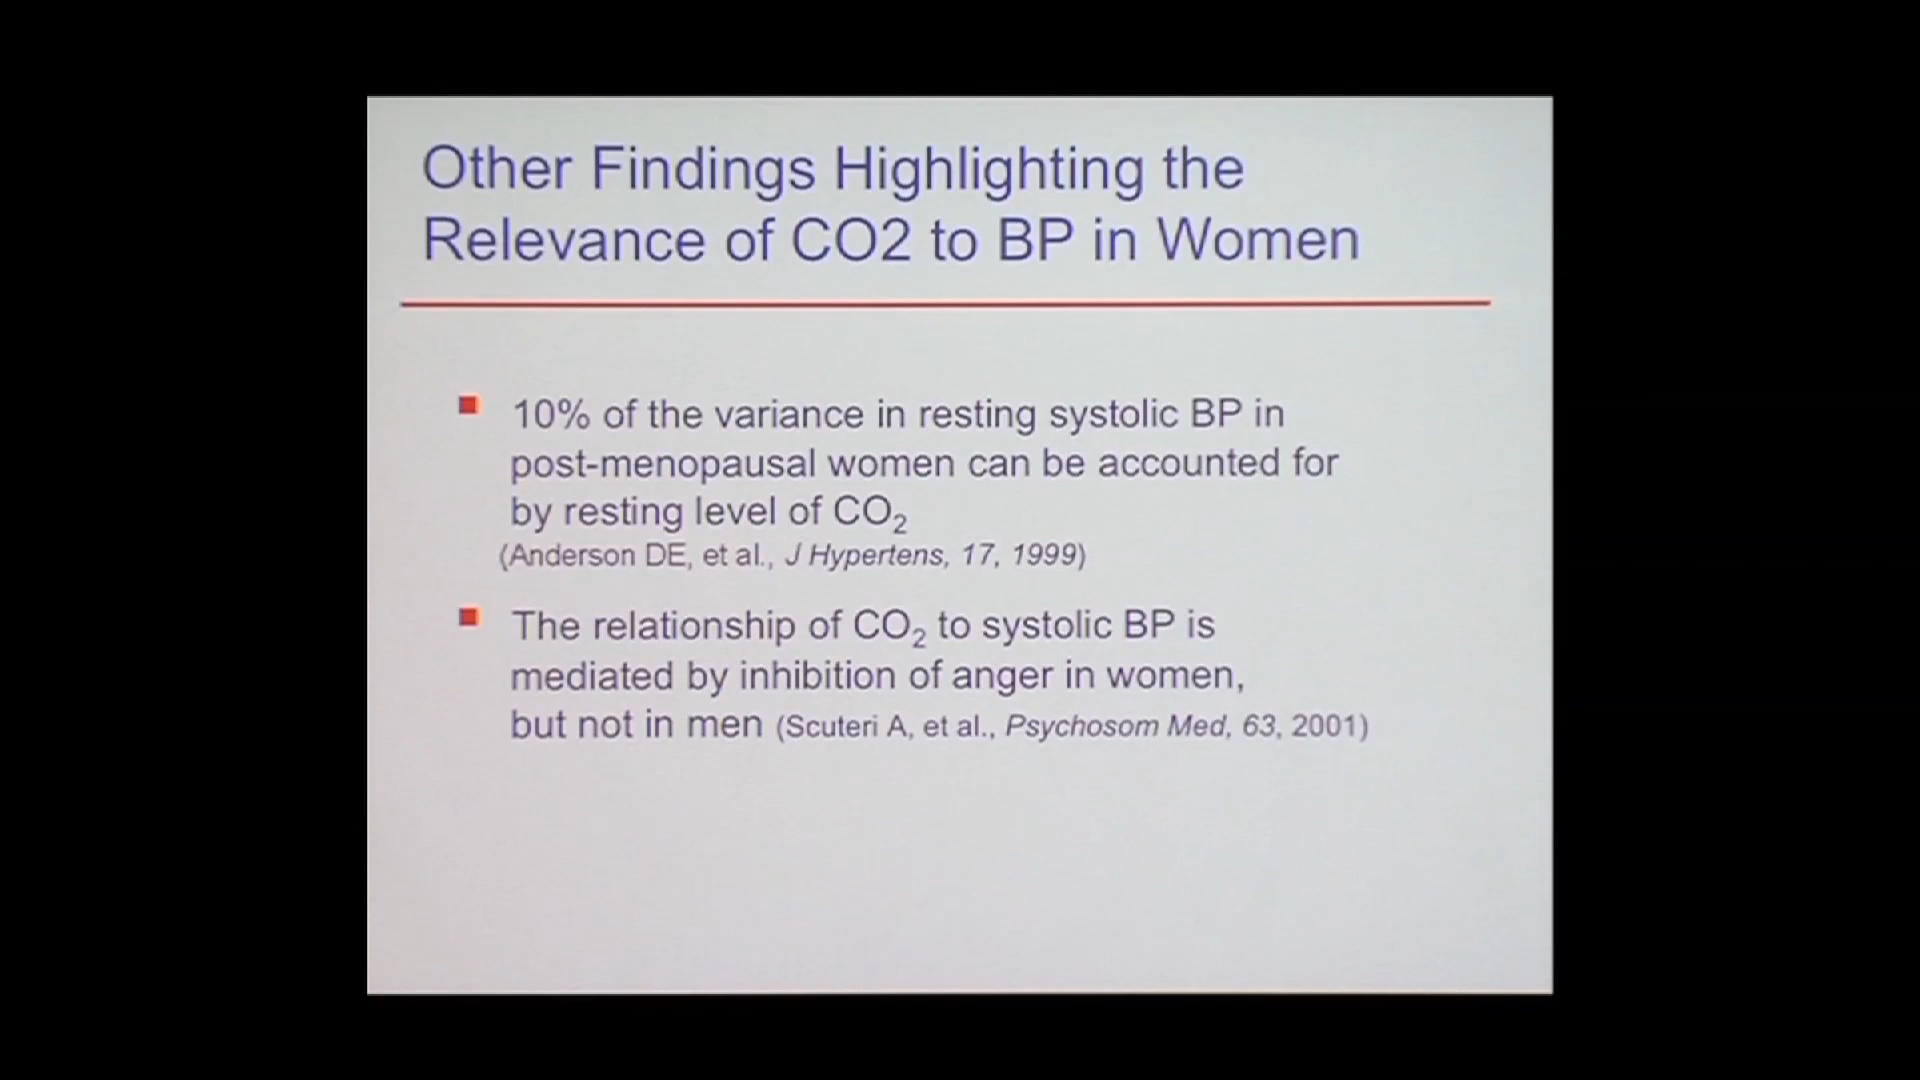 Other Findings Highlighting the
Relevance of CO2 to BP in Women
10% of the variance in resting systolic BP in
post-menopausal women can be accounted for
by resting level of CO₂
(Anderson DE, et al., J Hypertens, 17, 1999)
The relationship of CO₂ to systolic BP is
mediated by inhibition of anger in women,
but not in men (Scuteri A, et al., Psychosom Med, 63, 2001)